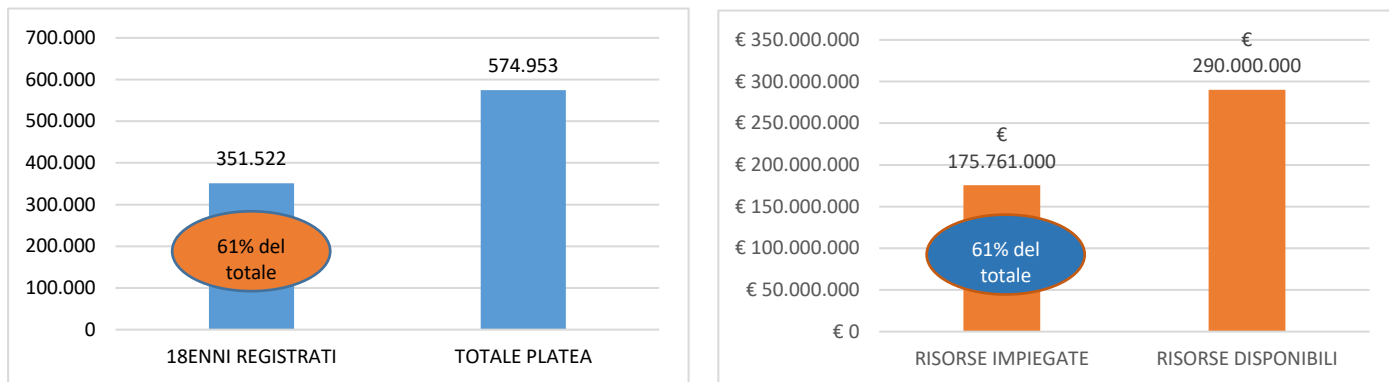 700.000
600.000
500.000
400.000
300.000
200.000
100.000
0
351.522
574.953
61% del
totale
18ENNI REGISTRATI
TOTALE PLATEA
€ 350.000.000
€ 300.000.000
€ 250.000.000
€ 200.000.000
€ 150.000.000
€ 100.000.000
€ 50.000.000
€ 0
€
175.761.000
€
290.000.000
61% del
totale
RISORSE IMPIEGATE
RISORSE DISPONIBILI